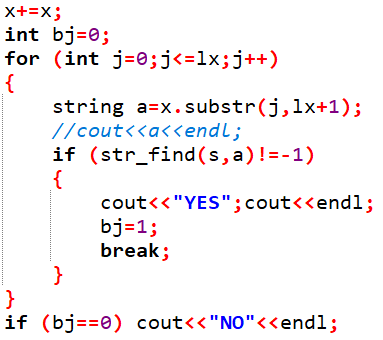 x+=x;
int bj=0;
for (int j=0;j<=lx;j++)
{
    string a=x.substr(j,lx+1);
    //cout<<a<<endl;
    if (str_find(s,a)!=-1)
    {
        cout<<"YES";cout<<endl;
        bj=1;
        break;
    }
}
if (bj==0) cout<<"NO"<<endl;